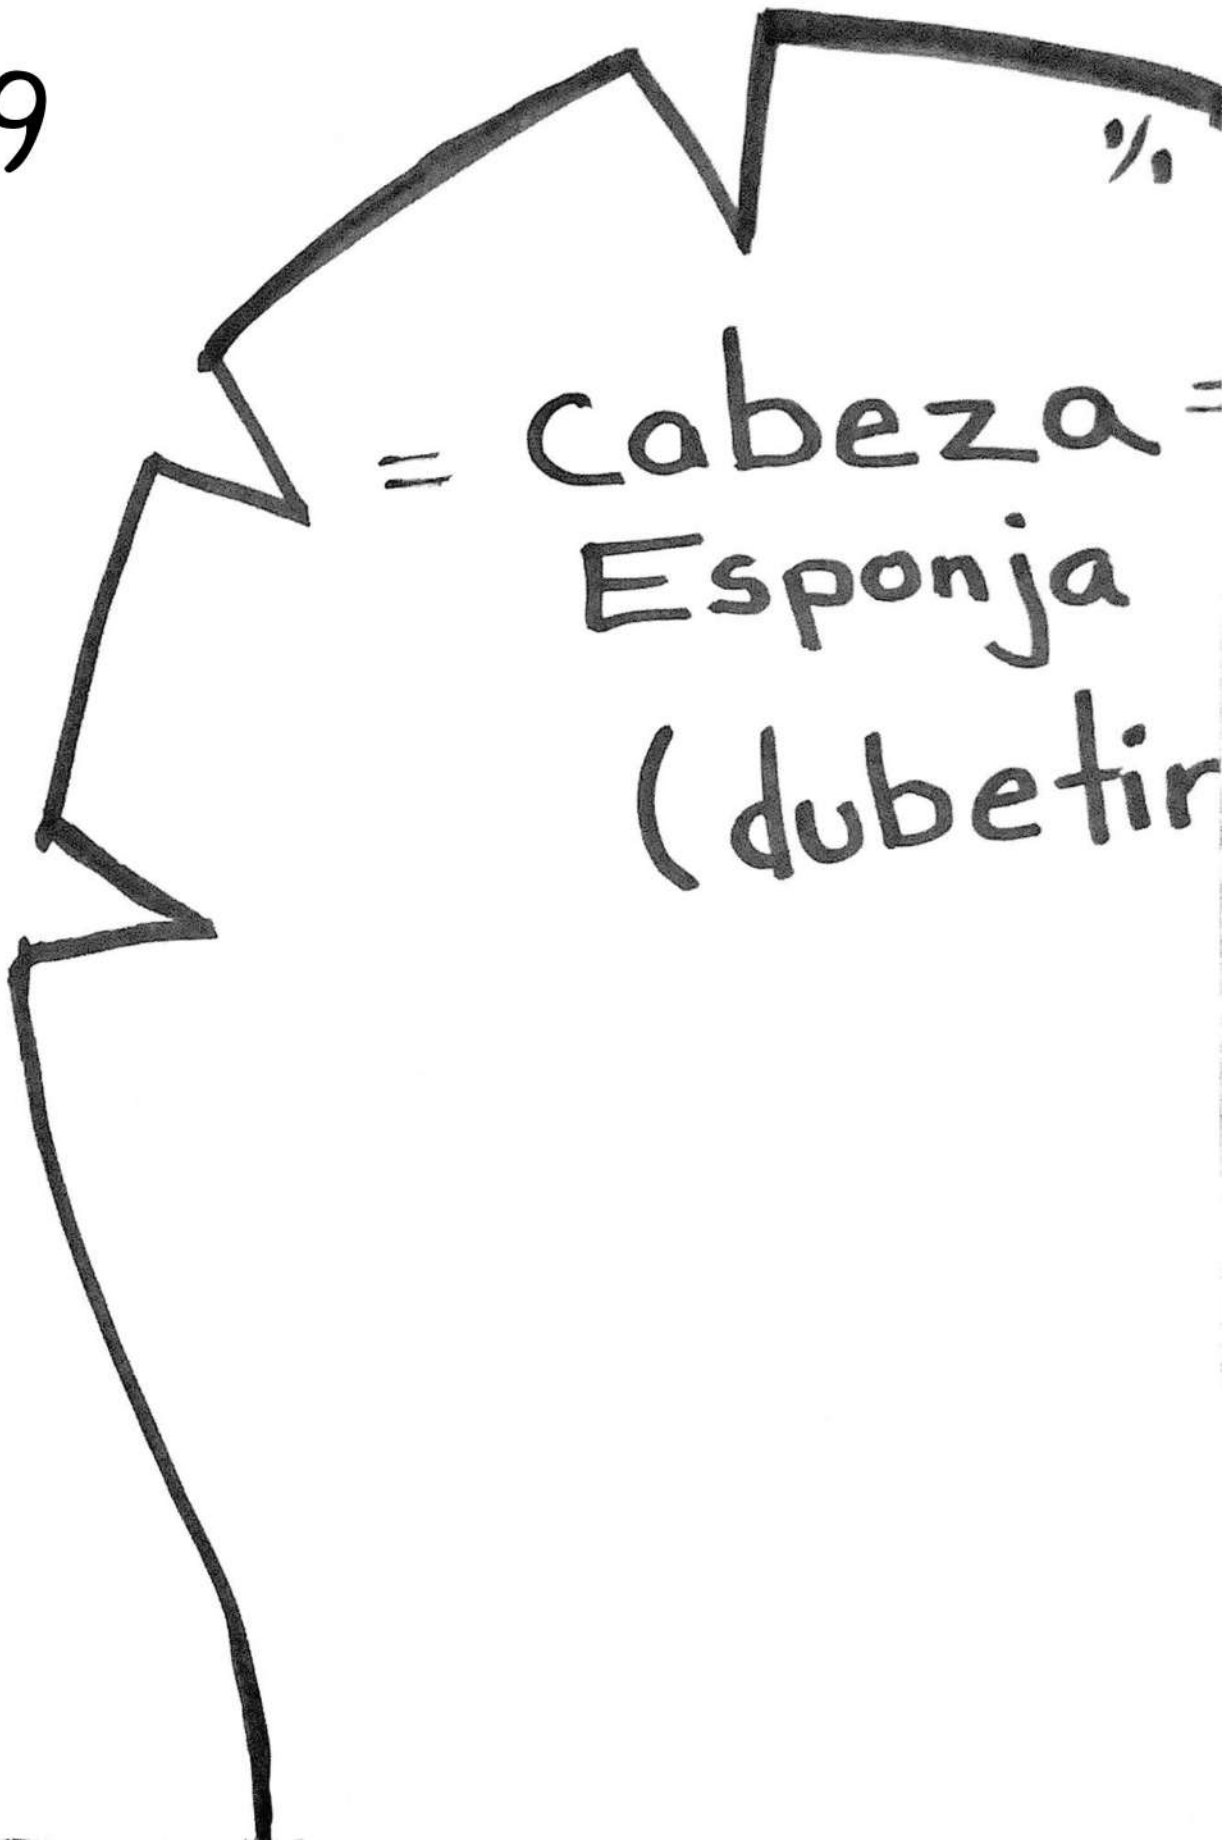 9
%
= Cabeza =
Esponja
(dubetir